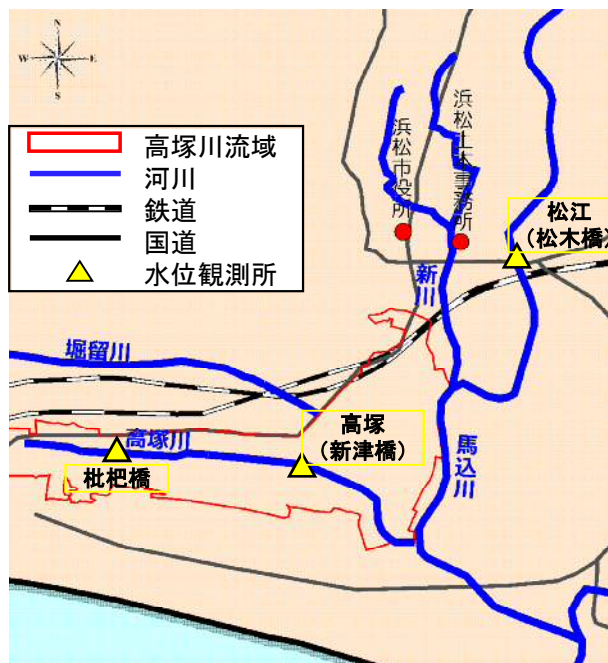 N
W
E
S
高塚川流域
河川
鉄道
国道
水位観測所
浜松市役所
浜松土木事務所
松江
(松木橋)
新川
堀留川
高塚川
高塚
(新津橋)
枇杷橋
馬込川